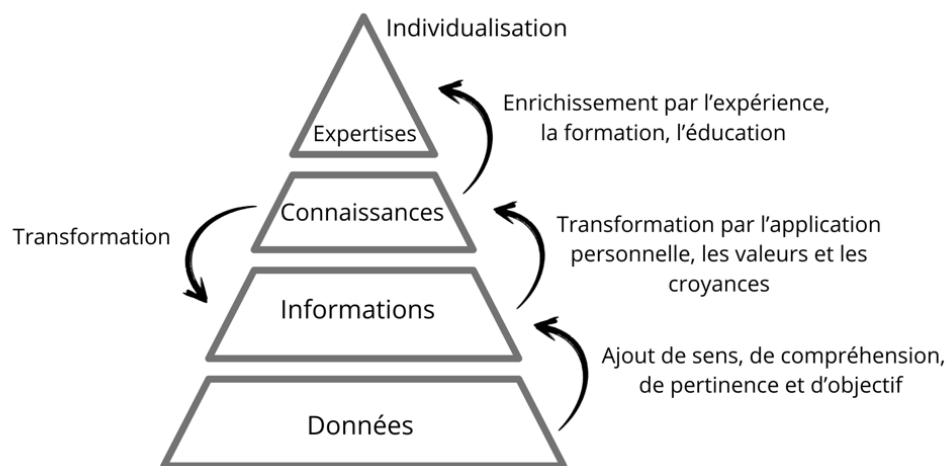 Individualisation
Enrichissement par l’expérience,
la formation, l’éducation
Expertises
Connaissances
Transformation
Transformation par l’application
personnelle, les valeurs et les
croyances
Informations
Ajout de sens, de compréhension,
de pertinence et d’objectif
Données